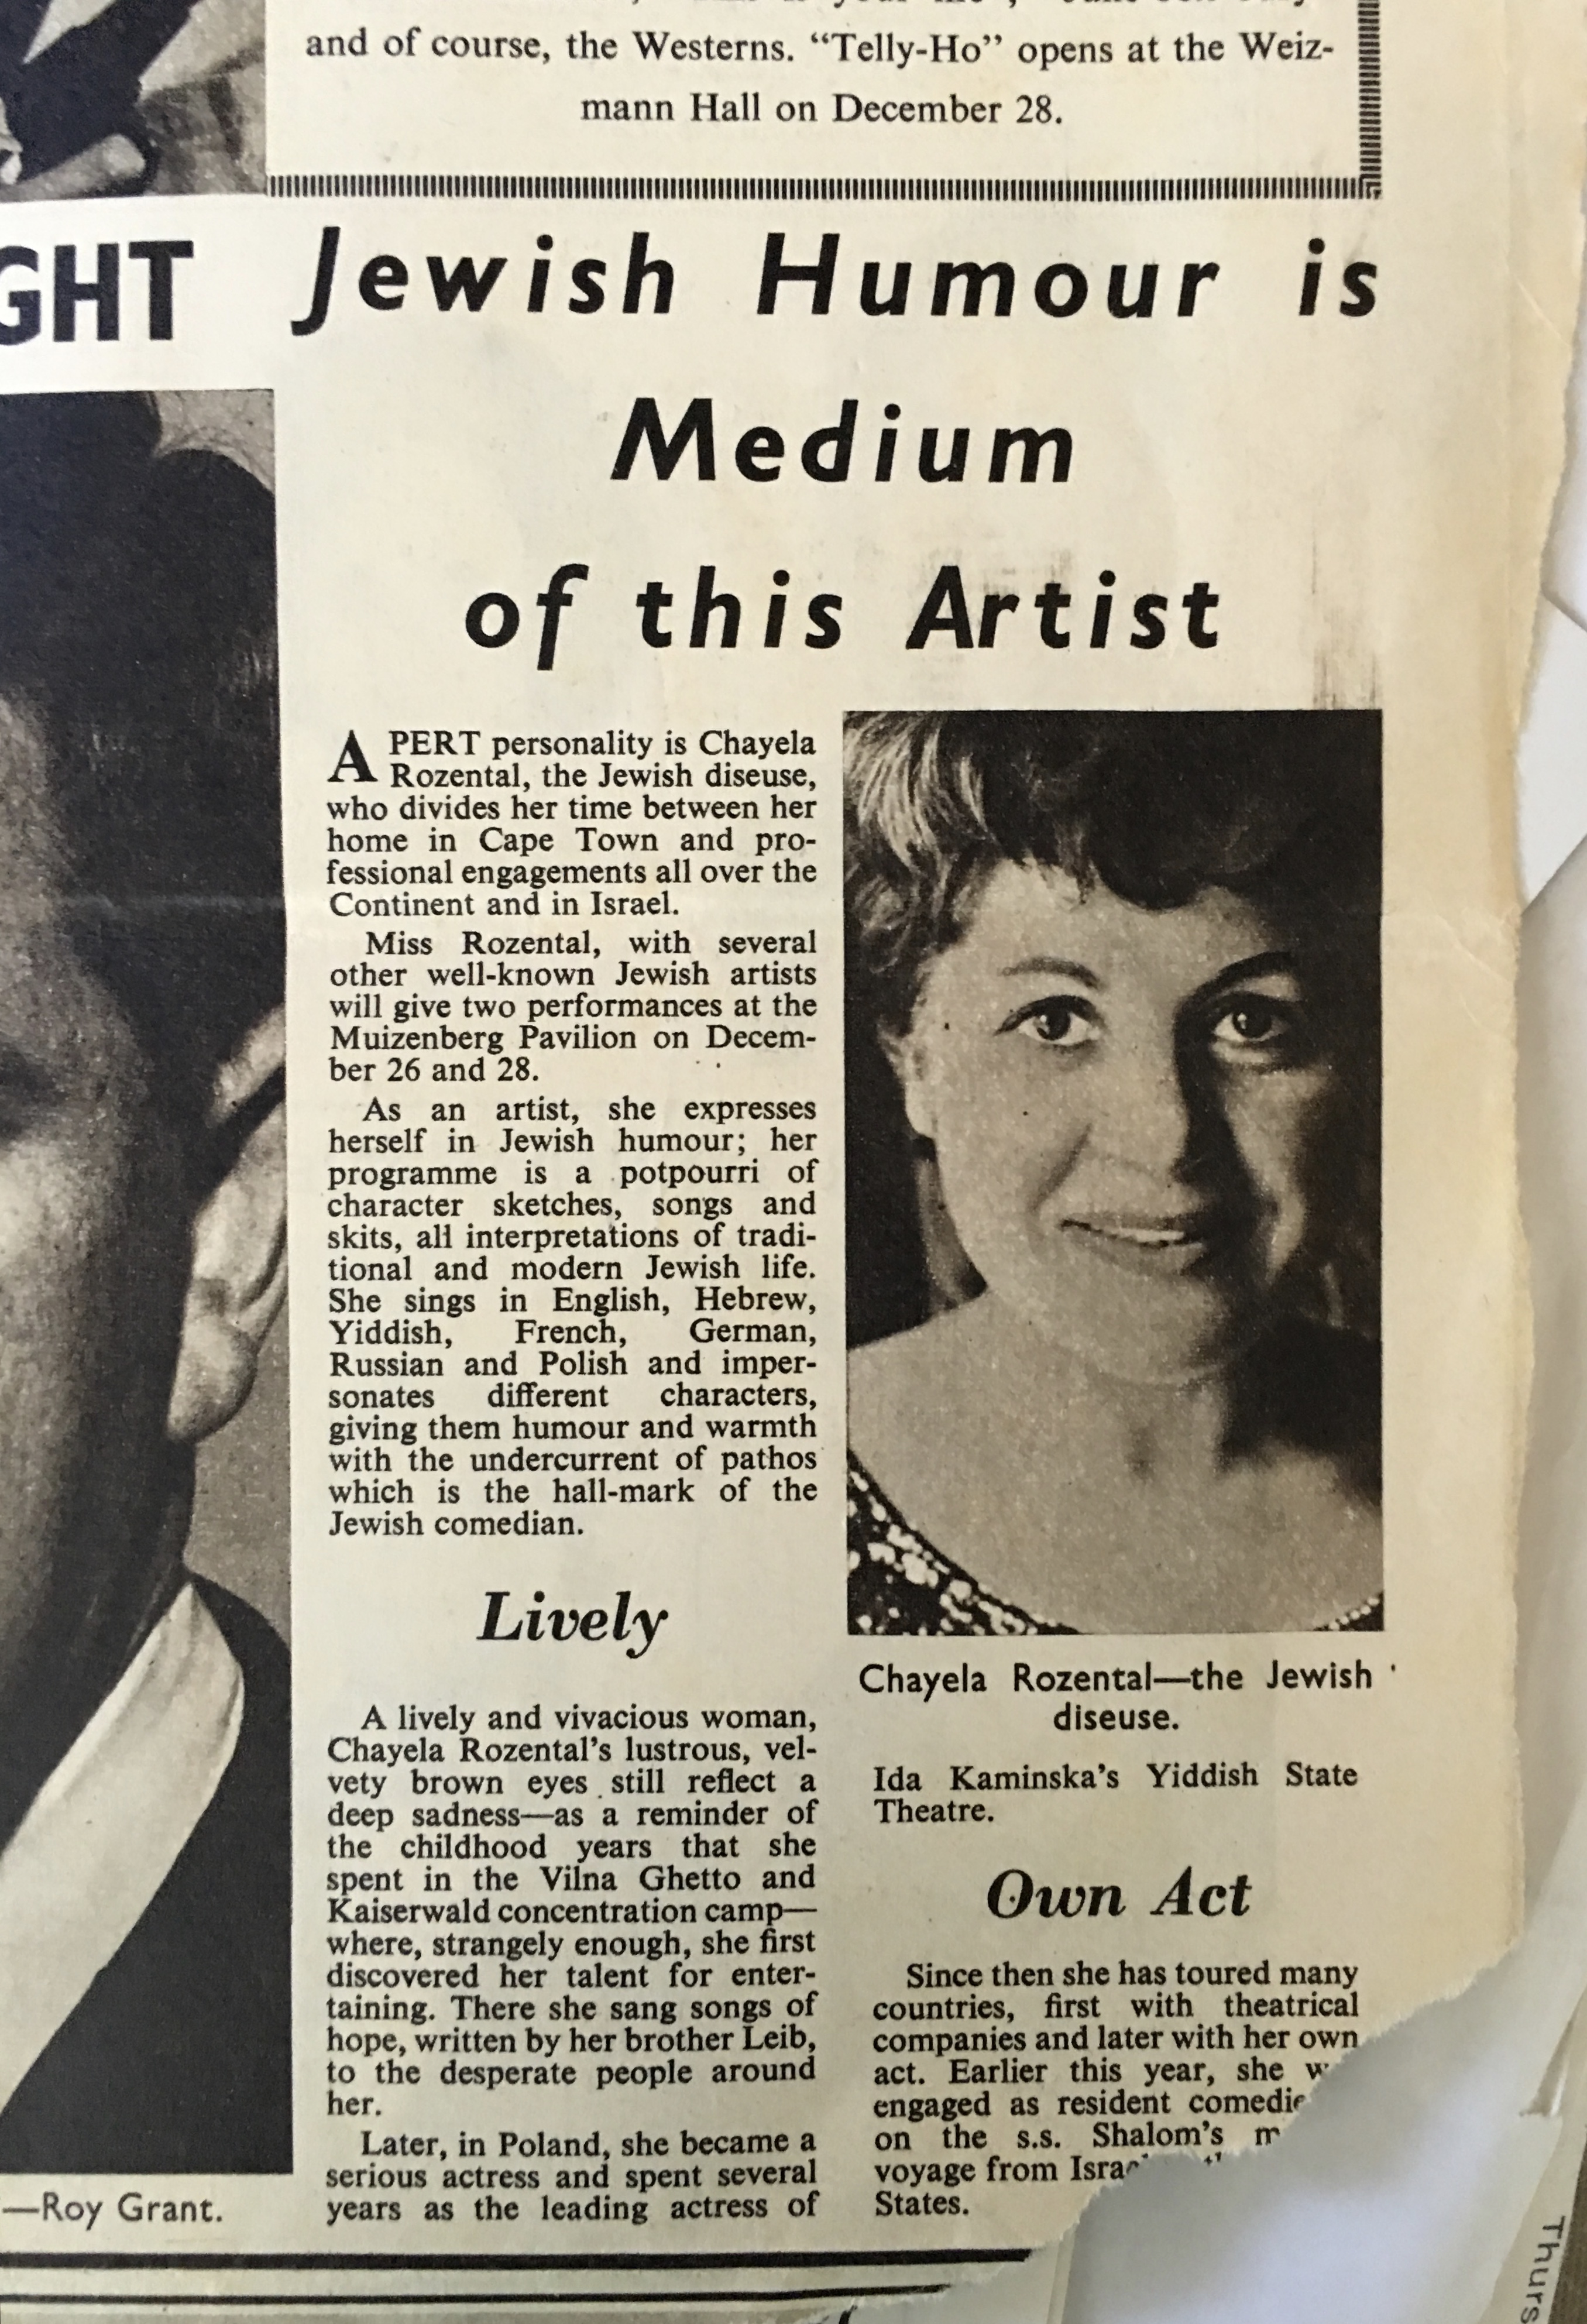 and of course, the Westerns. “Telly-Ho” opens at the Weiz-
mann Hall on December 28.
GHT
Jewish Humour is
Medium
of this Artist
A PERT personality is Chayela
Rozental, the Jewish diseuse,
who divides her time between her
home in Cape Town and pro-
fessional engagements all over the
Continent and in Israel.
Miss Rozental, with several
other well-known Jewish artists
will give two performances at the
Muizenberg Pavilion on Decem-
ber 26 and 28.
As an artist, she expresses
herself in Jewish humour; her
programme is a potpourri of
character sketches, songs and
skits, all interpretations of tradi-
tional and modern Jewish life.
She sings in English, Hebrew,
Yiddish, French, German,
Russian and Polish and imper-
sonates different characters,
giving them humour and warmth
with the undercurrent of pathos
which is the hall-mark of the
Jewish comedian.
Lively
A lively and vivacious woman,
Chayela Rozental’s lustrous, vel-
vety brown eyes still reflect a
deep sadness—as a reminder of
the childhood years that she
spent in the Vilna Ghetto and
Kaiserwald concentration camp—
where, strangely enough, she first
discovered her talent for enter-
taining. There she sang songs of
hope, written by her brother Leib,
to the desperate people around
her.
Later, in Poland, she became a
serious actress and spent several
years as the leading actress of
Chayela Rozental—the Jewish
diseuse.
Ida Kaminska’s Yiddish State
Theatre.
Own Act
Since then she has toured many
countries, first with theatrical
companies and later with her own
act. Earlier this year, she
engaged as resident
on the s.s. Shalom’s
voyage from
States.
—Roy Grant.
Thurs